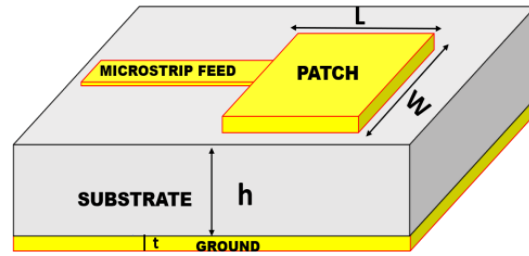 L
MICROSTRIP FEED
PATCH
W
SUBSTRATE
h
t
GROUND